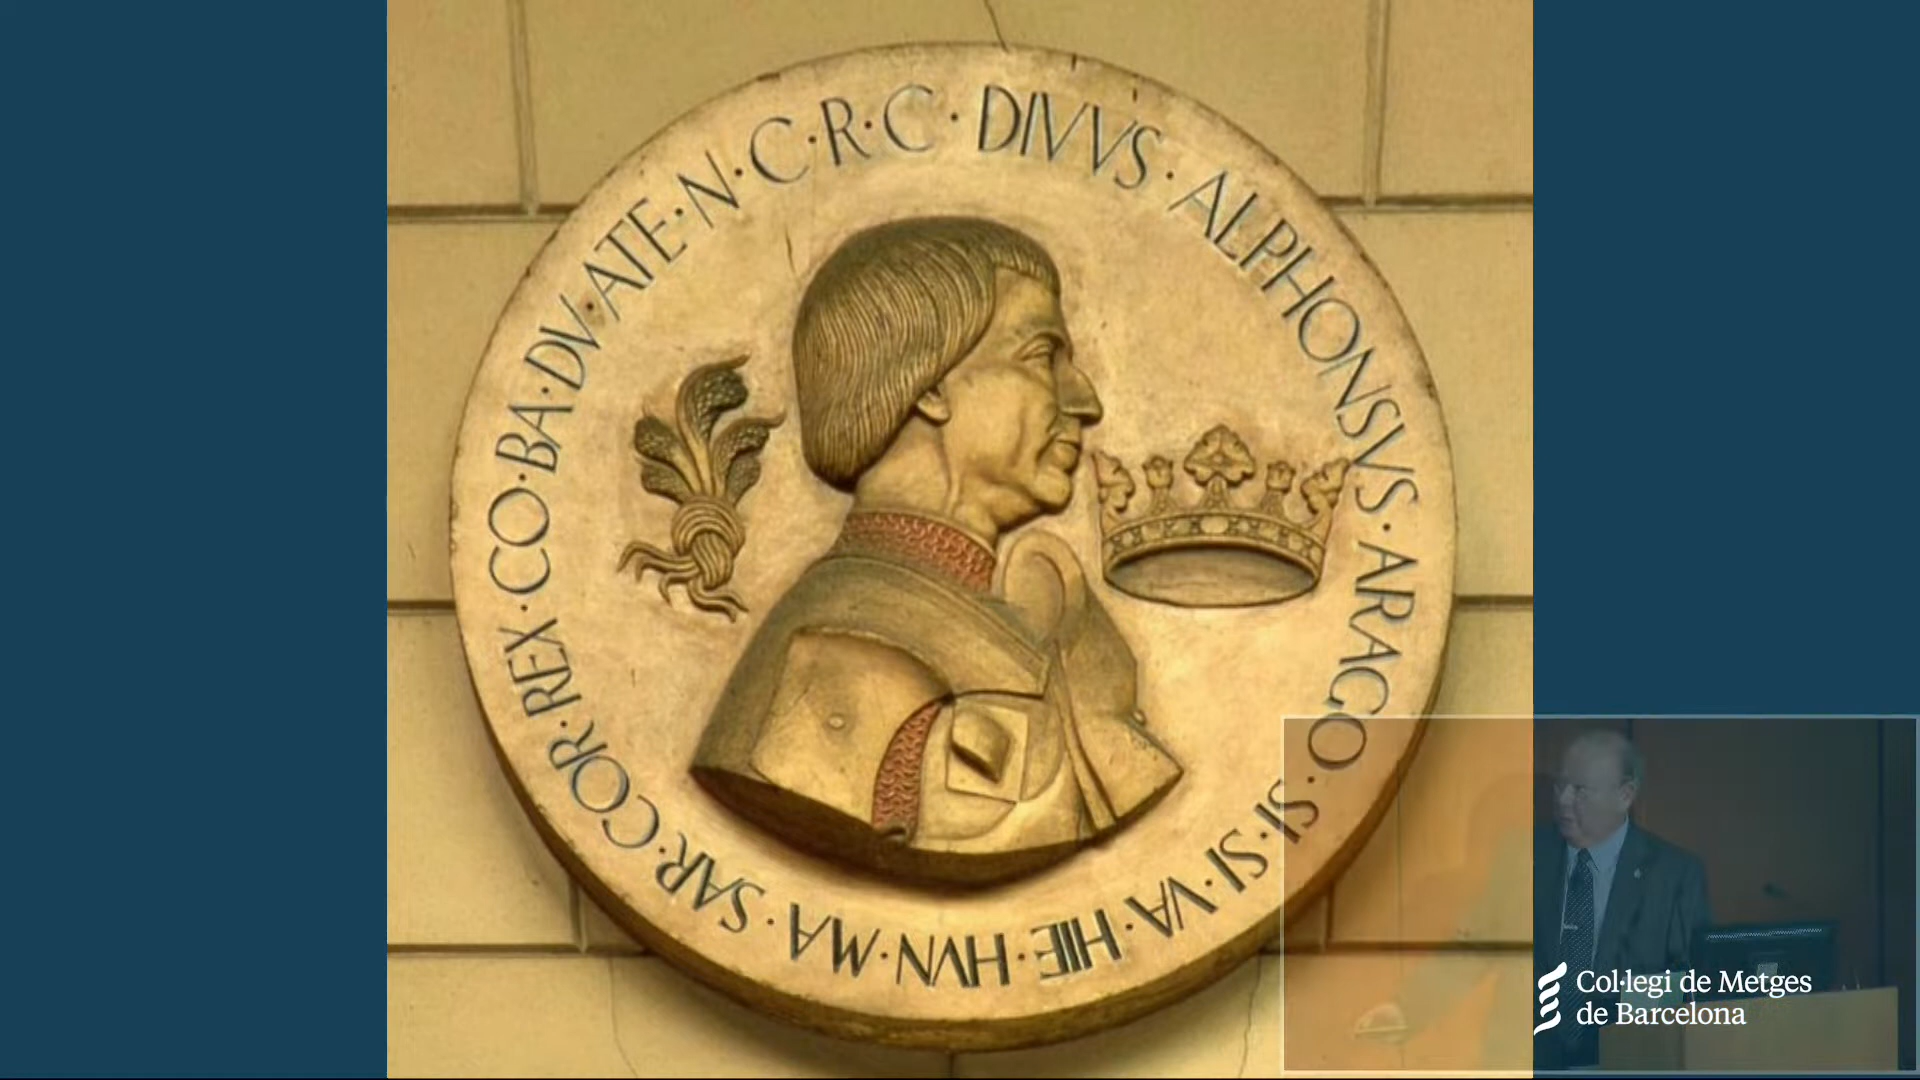 DIVVS · ALPHONSVS · ARAGO · SI · SI · VA · HIE · HVN · MA · SAR · COR · REX · CO · BA · DV · ATE · N · C · R · C ·
Col·legi de Metges
de Barcelona